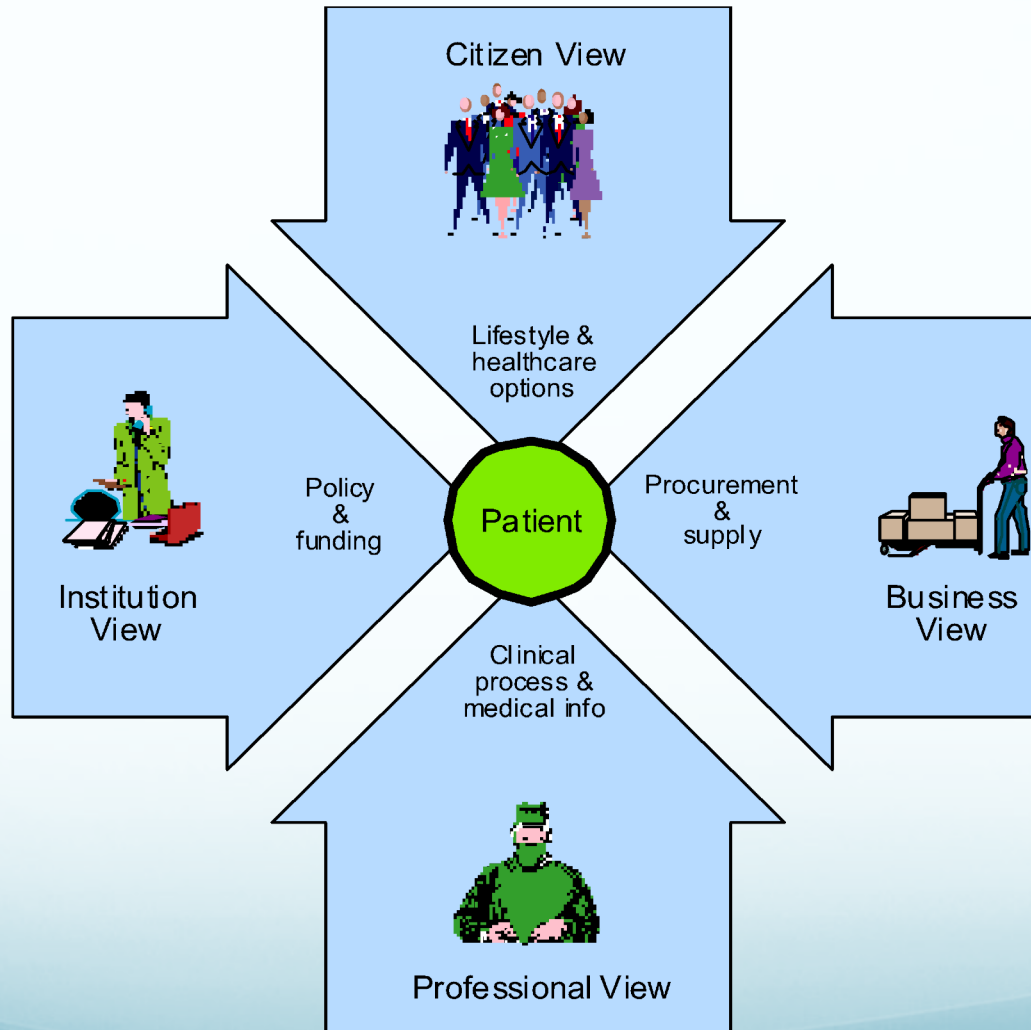 Citizen View
Lifestyle &
healthcare
options
Policy
&
funding
Institution
View
Patient
Procurement
&
supply
Business
View
Clinical
process &
medical info
Professional View